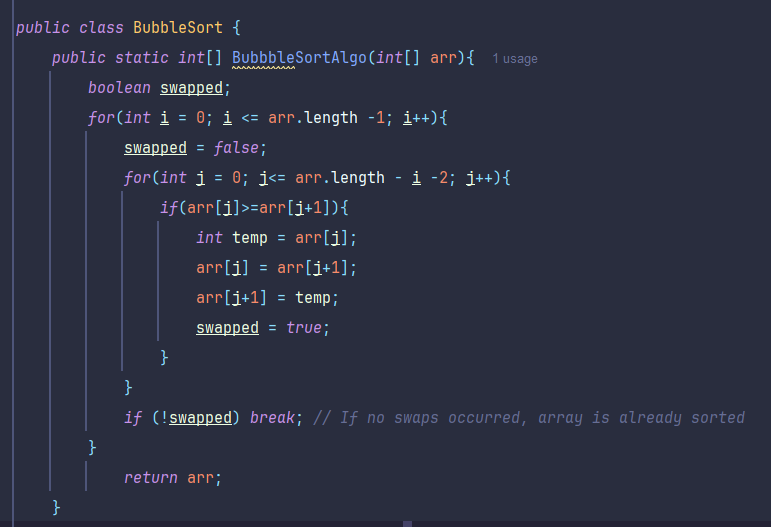 public class BubbleSort {
public static int[] BubbbleSortAlgo(int[] arr){ 1 usage
boolean swapped;
for(int i = 0; i <= arr.length -1; i++){
swapped = false;
for(int j = 0; j<= arr.length - i -2; j++){
if(arr[j]>=arr[j+1]){
int temp = arr[j];
arr[j] = arr[j+1];
arr[j+1] = temp;
swapped = true;
}
}
if (!swapped) break; // If no swaps occurred, array is already sorted
}
return arr;
}